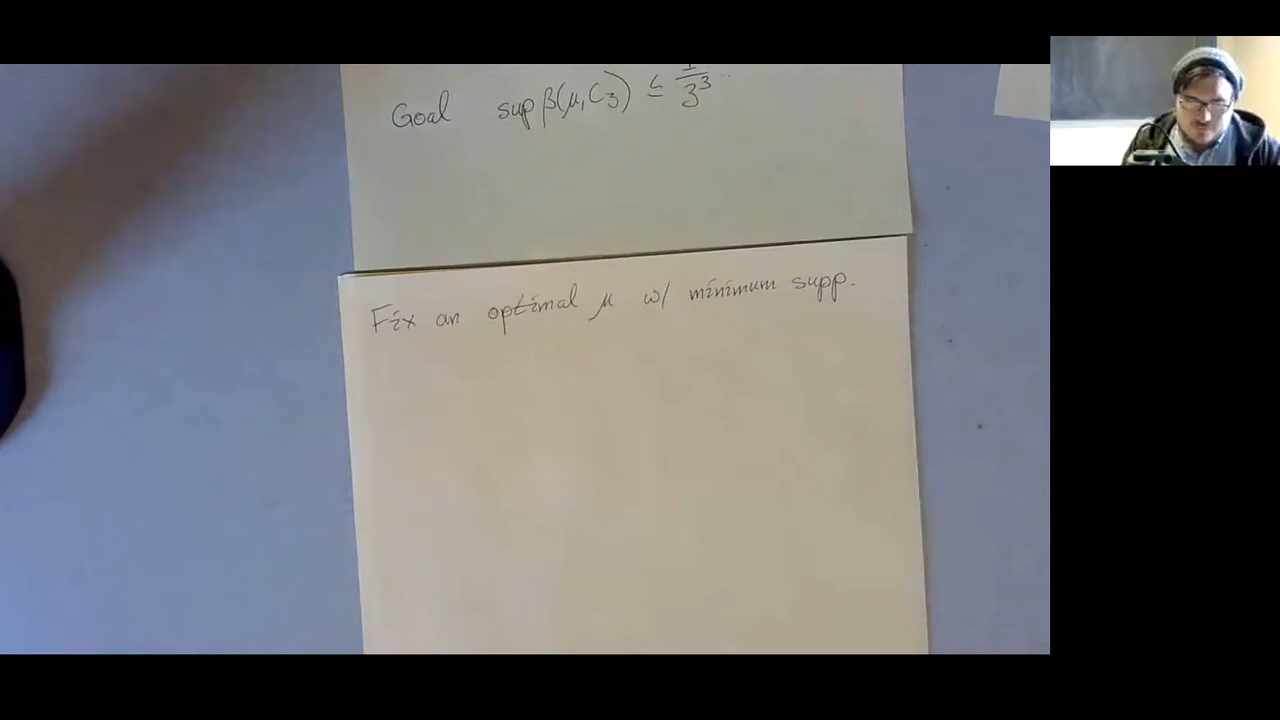 Goal sup β(μ, C₃) ≤ 1/3³
Fix an optimal μ w/ minimum supp.